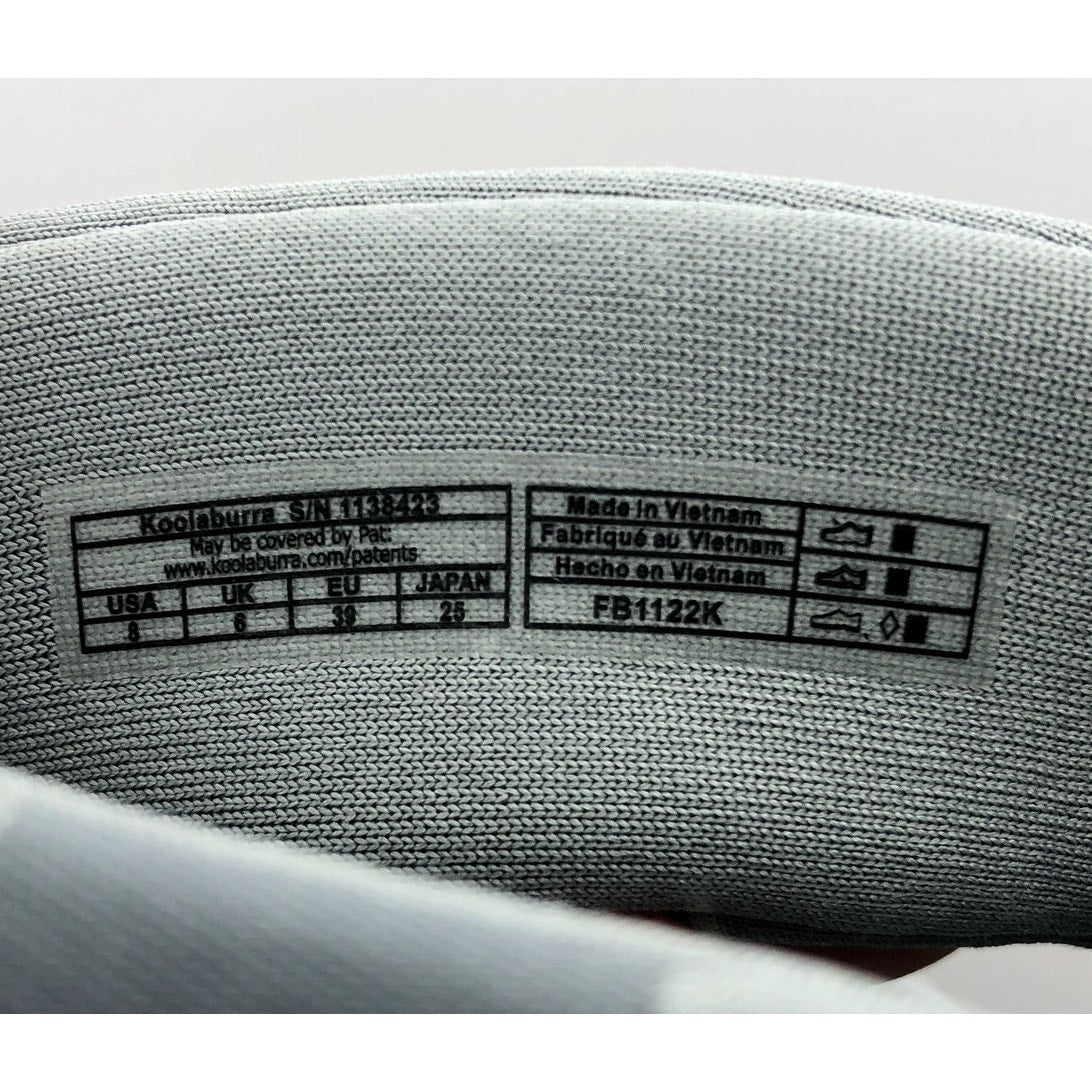 Koolaburra S/N 1138423
May be covered by Pat:
www.koolaburra.com/patents
USA UK EU JAPAN
8 6 39 25
Made in Vietnam
Fabriqué au Vietnam
Hecho en Vietnam
FB1122K